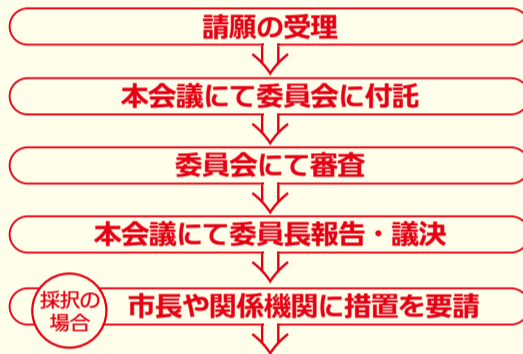 請願の受理
本会議にて委員会に付託
委員会にて審査
本会議にて委員長報告・議決
採択の
場合
市長や関係機関に措置を要請